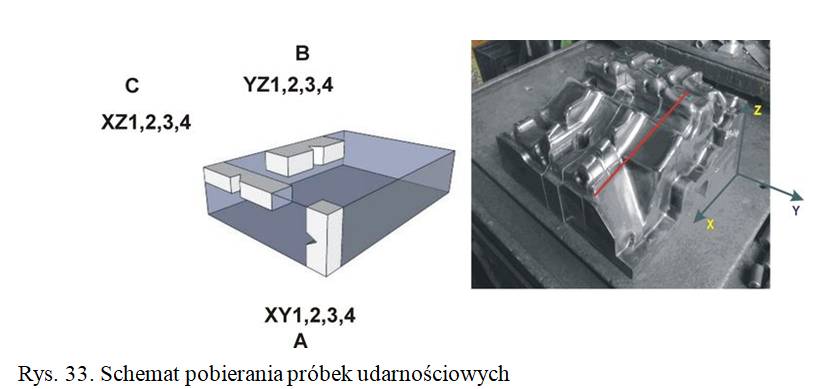 B
C
YZ1,2,3,4
XZ1,2,3,4
Z
Y
X
XY1,2,3,4
A
Rys. 33. Schemat pobierania próbek udarnościowych